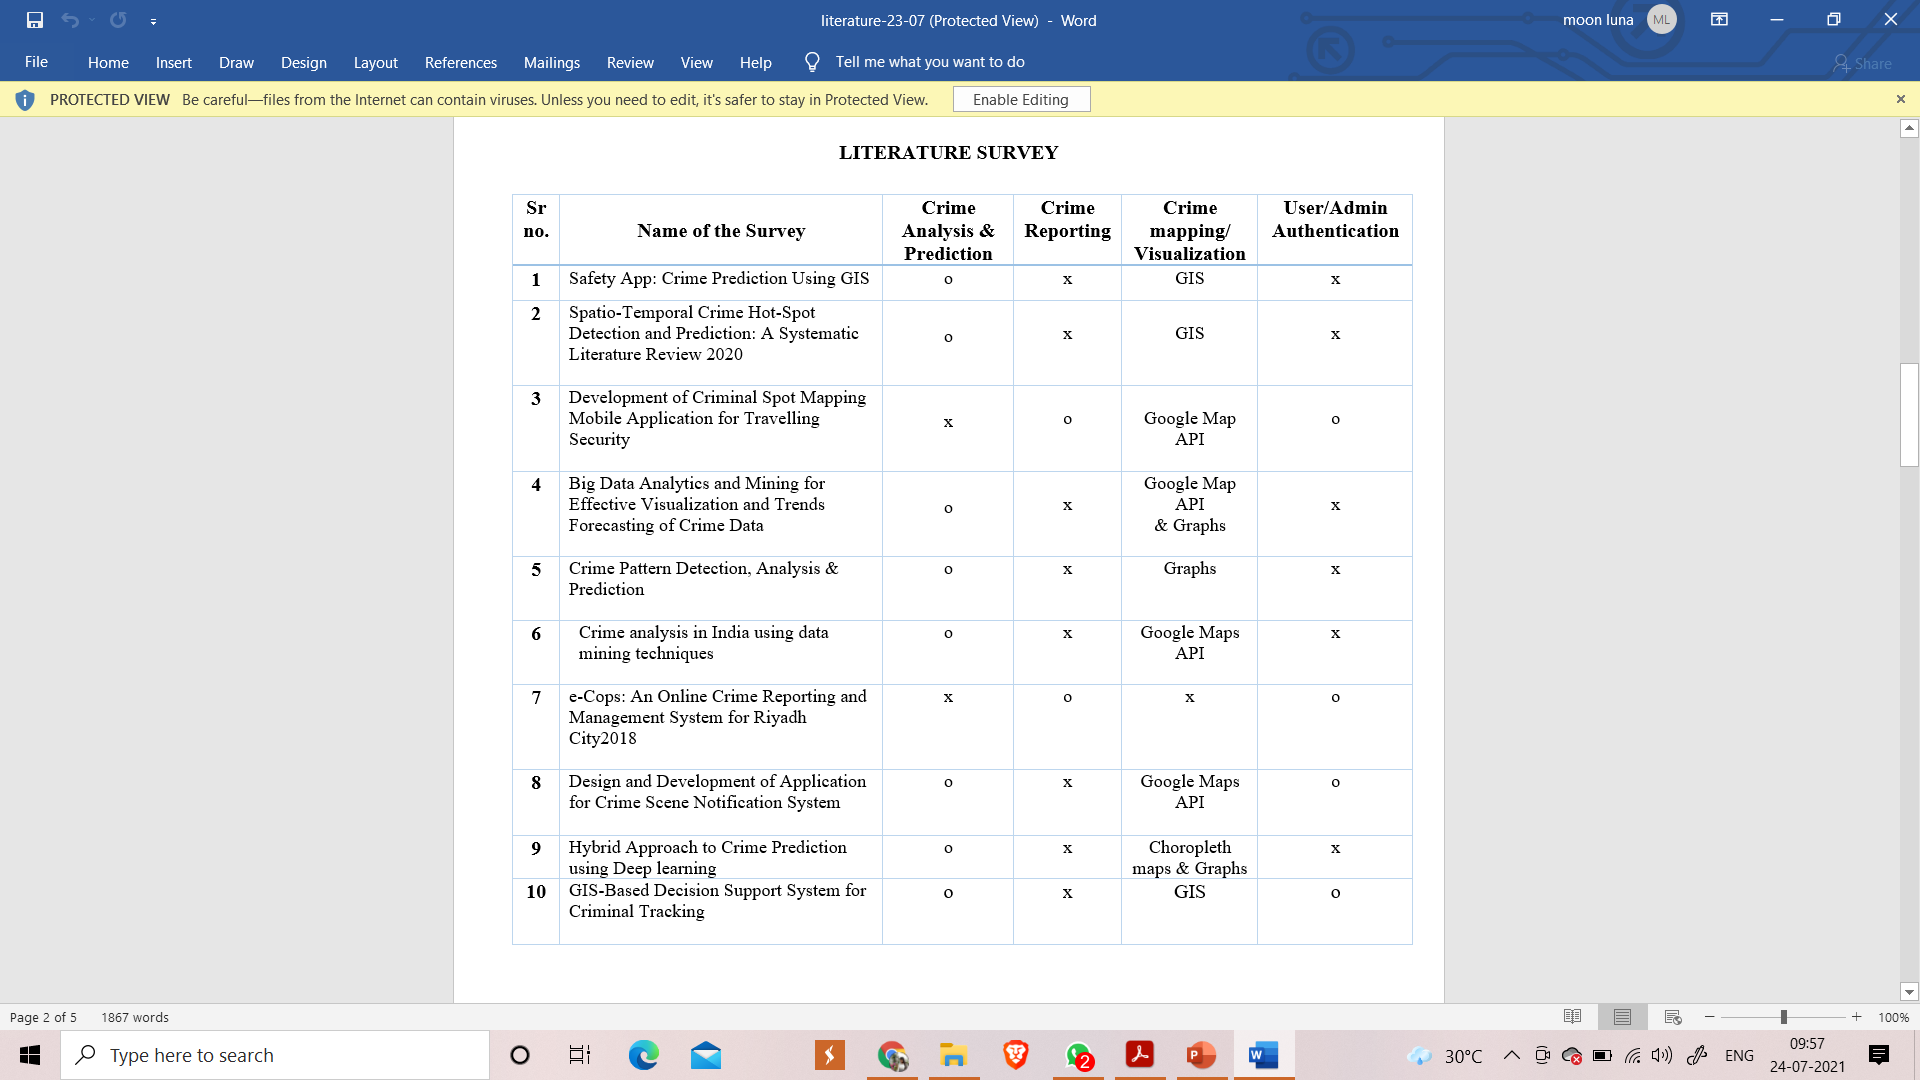 literature-23-07 (Protected View) - Word
moon luna
ML
File
Home
Insert
Draw
Design
Layout
References
Mailings
Review
View
Help
Tell me what you want to do
Share
PROTECTED VIEW Be careful—files from the Internet can contain viruses. Unless you need to edit, it's safer to stay in Protected View.
Enable Editing
LITERATURE SURVEY
Sr
no.
Name of the Survey
Crime
Analysis &
Prediction
Crime
Reporting
Crime
mapping/
Visualization
User/Admin
Authentication
1
Safety App: Crime Prediction Using GIS
o
x
GIS
x
2
Spatio-Temporal Crime Hot-Spot
Detection and Prediction: A Systematic
Literature Review 2020
o
x
GIS
x
3
Development of Criminal Spot Mapping
Mobile Application for Travelling
Security
x
o
Google Map
API
o
4
Big Data Analytics and Mining for
Effective Visualization and Trends
Forecasting of Crime Data
o
x
Google Map
API
& Graphs
x
5
Crime Pattern Detection, Analysis &
Prediction
o
x
Graphs
x
6
Crime analysis in India using data
mining techniques
o
x
Google Maps
API
x
7
e-Cops: An Online Crime Reporting and
Management System for Riyadh
City2018
x
o
x
o
8
Design and Development of Application
for Crime Scene Notification System
o
x
Google Maps
API
o
9
Hybrid Approach to Crime Prediction
using Deep learning
o
x
Choropleth
maps & Graphs
x
10
GIS-Based Decision Support System for
Criminal Tracking
o
x
GIS
o
Page 2 of 5
1867 words
100%
Type here to search
2
30°C
ENG
09:57
24-07-2021